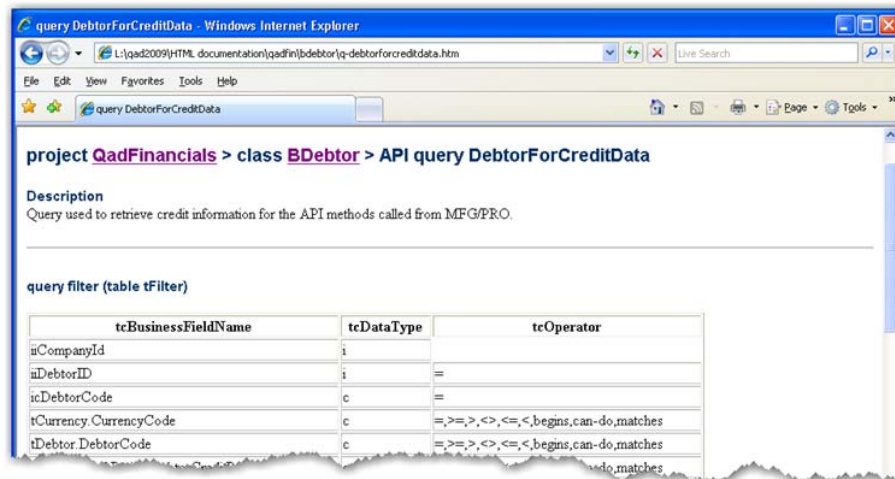 query DebtorForCreditData - Windows Internet Explorer
L:\qad2009\HTML documentation\qadfin\bdebtor\q-debtorforcreditdata.htm
Live Search
File Edit View Favorites Tools Help
query DebtorForCreditData
Page Tools
project QadFinancials > class BDebtor > API query DebtorForCreditData
Description
Query used to retrieve credit information for the API methods called from MFG/PRO.
query filter (table tFilter)
tcBusinessFieldName tcDataType tcOperator
iiCompanyId i
iiDebtorID i =
icDebtorCode c =
tCurrency.CurrencyCode c =,>=,>,<>,<=,<,begins,can-do,matches
tDebtor.DebtorCode c =,>=,>,<>,<=,<,begins,can-do,matches